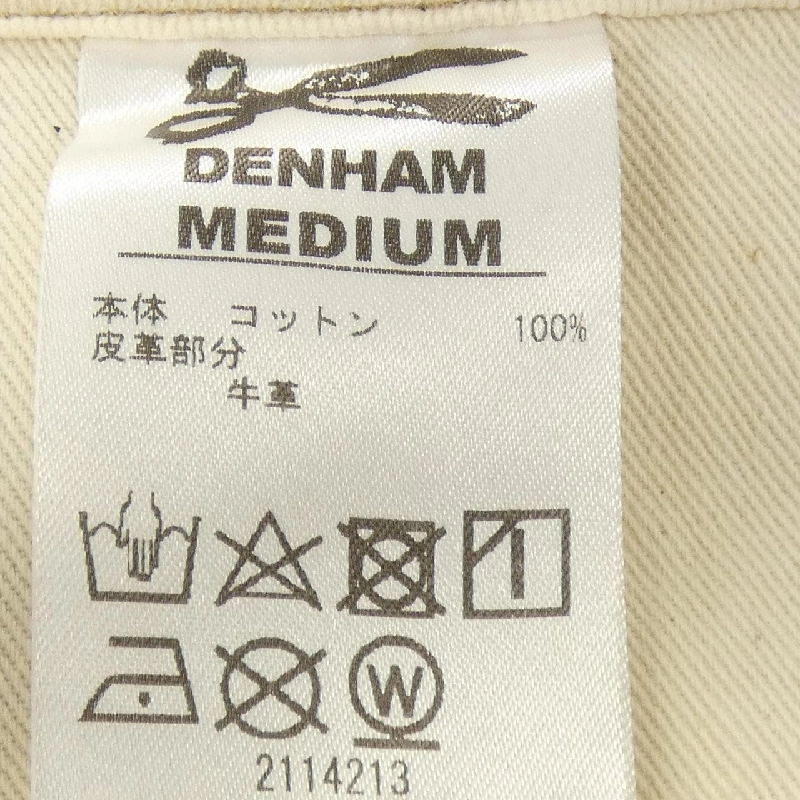 DENHAM
MEDIUM
本体 コットン 100%
皮革部分
牛革
W
2114213